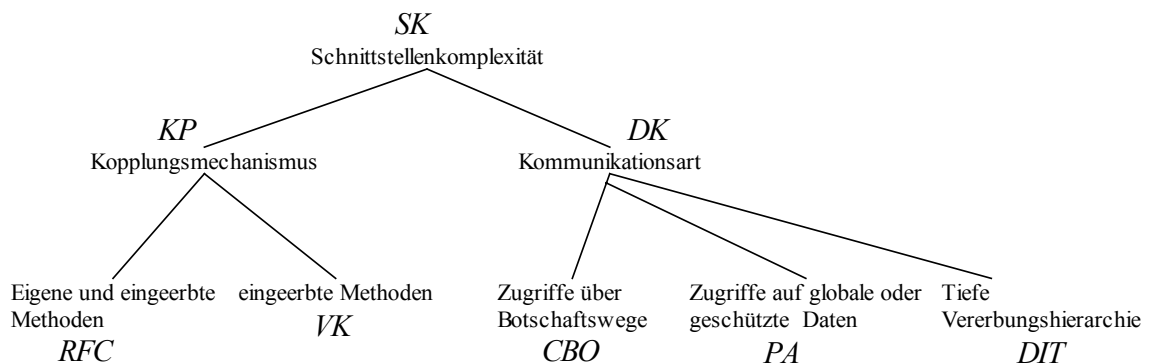 SK
Schnittstellenkomplexität
KP
Kopplungsmechanismus
DK
Kommunikationsart
Eigene und eingeerbte
Methoden
RFC
eingeerbte Methoden
VK
Zugriffe über
Botschaftswege
CBO
Zugriffe auf globale oder
geschützte Daten
PA
Tiefe
Vererbungshierarchie
DIT